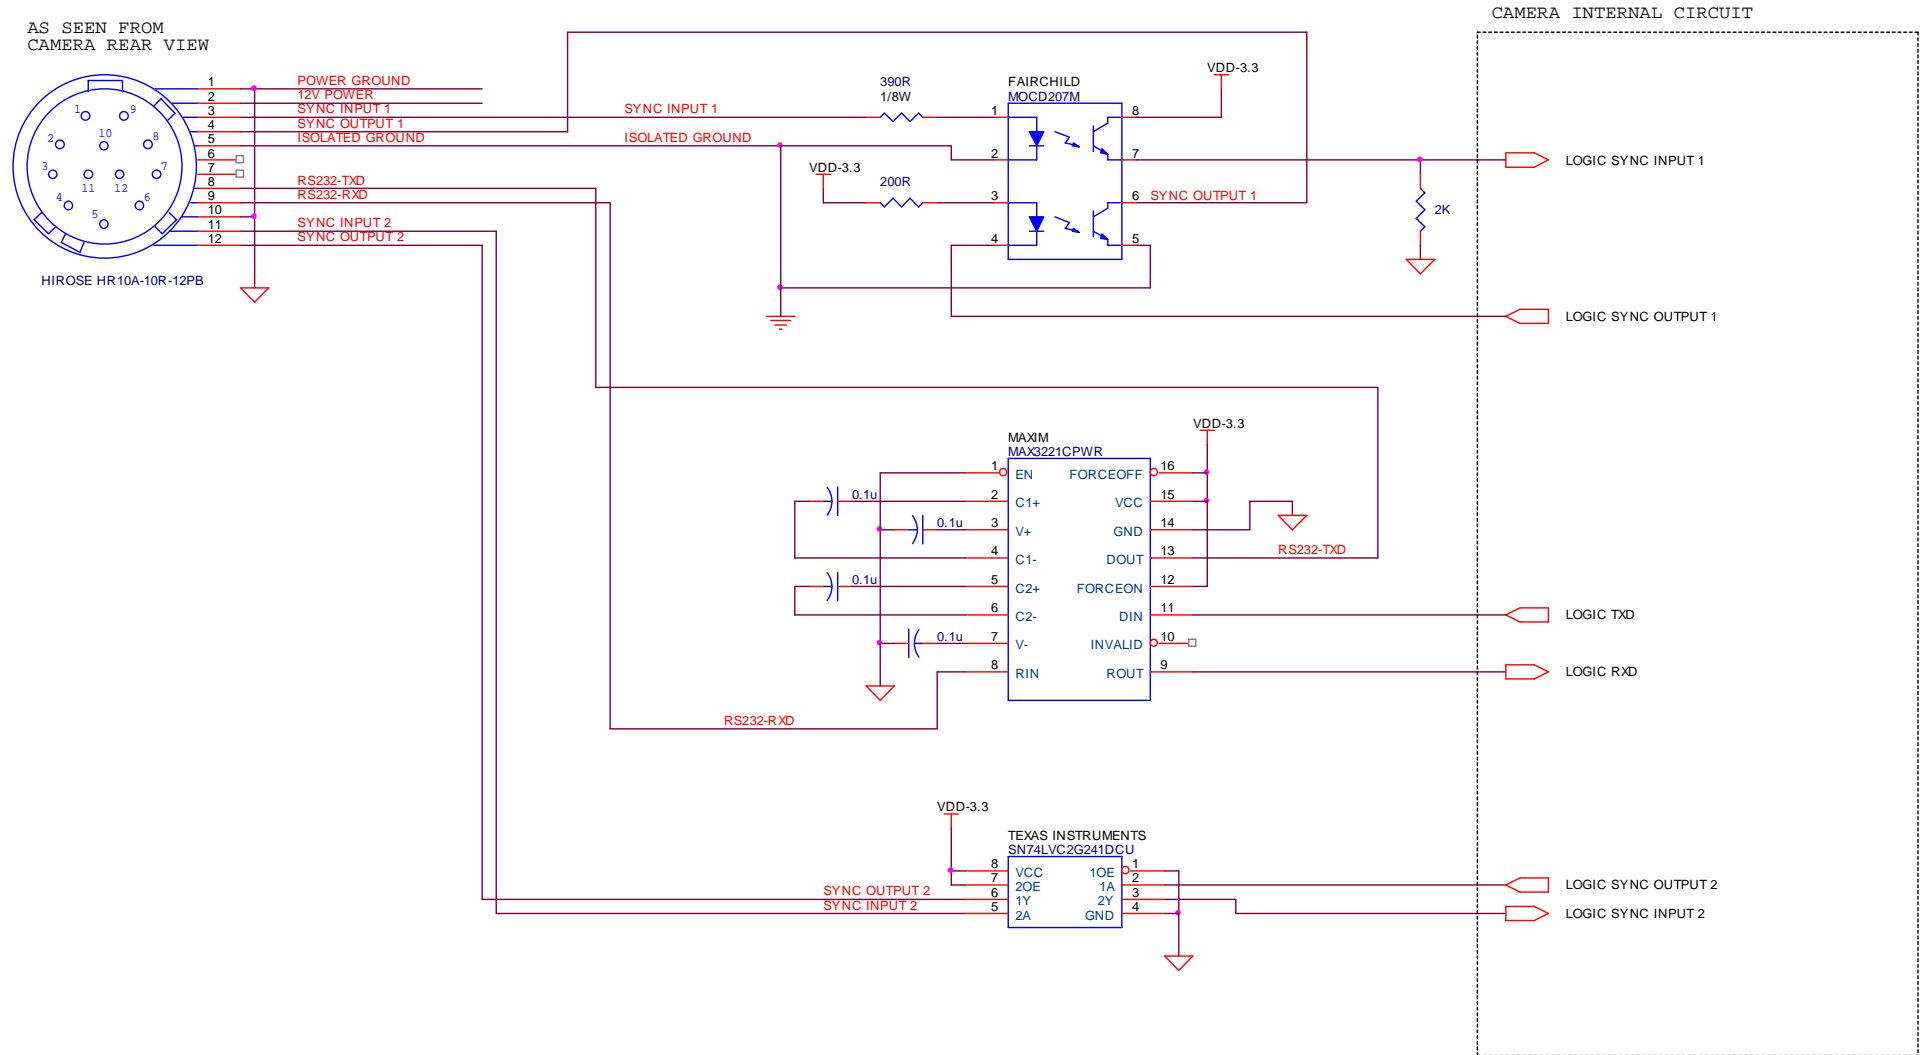 CAMERA INTERNAL CIRCUIT
AS SEEN FROM
CAMERA REAR VIEW
1 POWER GROUND
2 12V POWER
3 SYNC INPUT 1
4 SYNC OUTPUT 1
5 ISOLATED GROUND
6
7
8 RS232-TXD
9 RS232-RXD
10
11 SYNC INPUT 2
12 SYNC OUTPUT 2
1 9
2 10 8
3 11 12 7
4 5 6
HIROSE HR10A-10R-12PB
SYNC INPUT 1
ISOLATED GROUND
390R
1/8W
VDD-3.3
200R
FAIRCHILD
MOCD207M
1 8
2 7
3 6
4 5
VDD-3.3
SYNC OUTPUT 1
2K
LOGIC SYNC INPUT 1
LOGIC SYNC OUTPUT 1
VDD-3.3
MAXIM
MAX3221CPWR
1 EN FORCEOFF 16
0.1u 2 C1+ VCC 15
0.1u 3 V+ GND 14
4 C1- DOUT 13 RS232-TXD
0.1u 5 C2+ FORCEON 12
6 C2- DIN 11
0.1u 7 V- INVALID 10
8 RIN ROUT 9
LOGIC TXD
LOGIC RXD
RS232-RXD
VDD-3.3
TEXAS INSTRUMENTS
SN74LVC2G241DCU
8 VCC 1OE 1
7 2OE 1A 2
SYNC OUTPUT 2 6 1Y 2Y 3
SYNC INPUT 2 5 2A GND 4
LOGIC SYNC OUTPUT 2
LOGIC SYNC INPUT 2